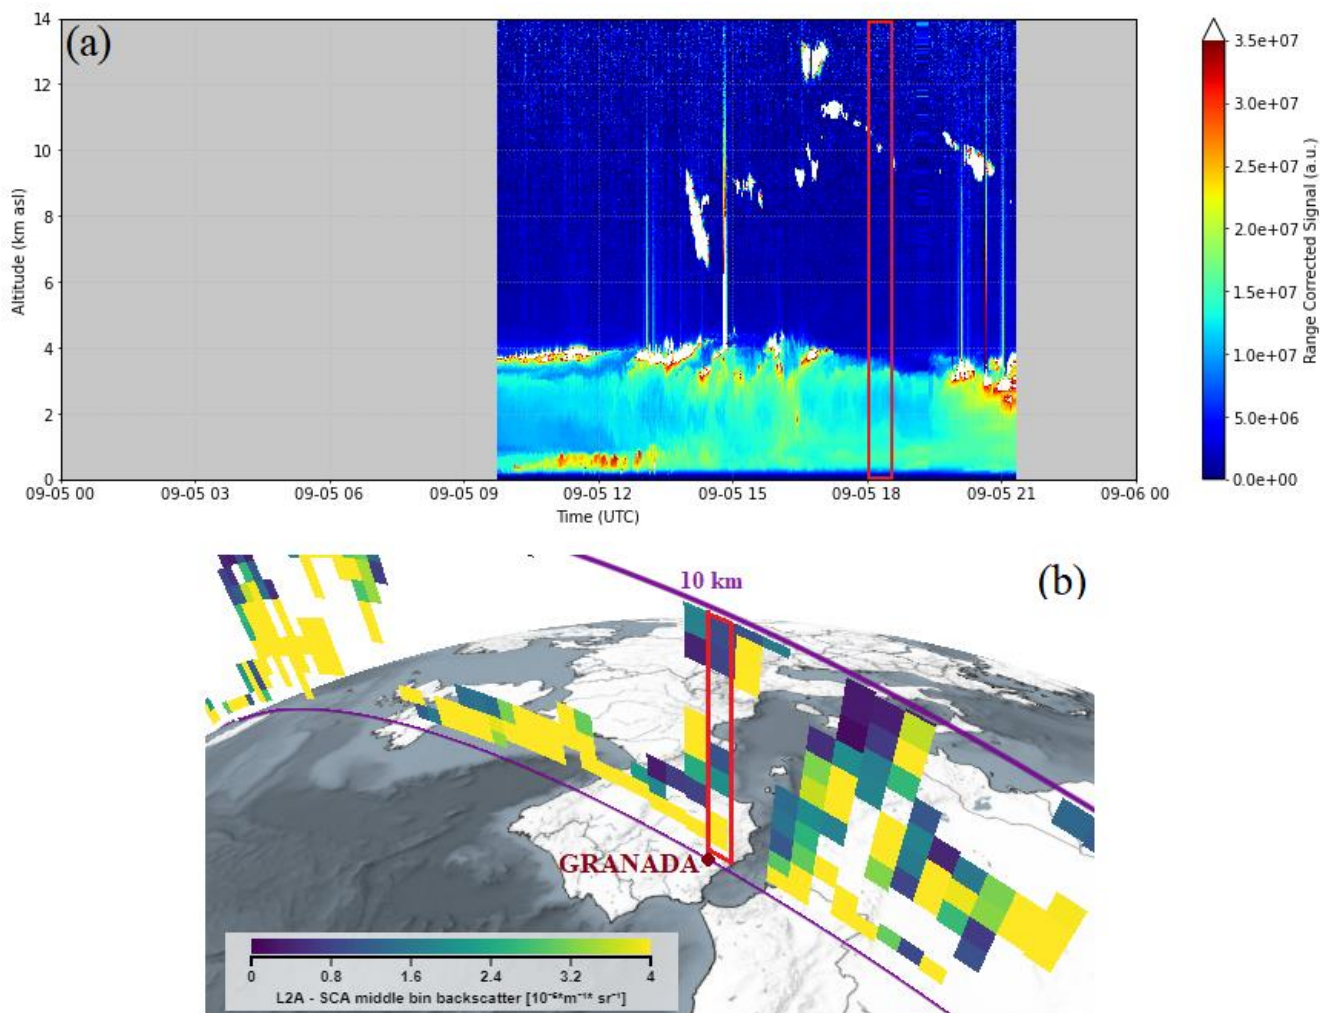 (a)
14
12
10
8
6
4
2
0
Altitude (km asl)
09-05 00 09-05 03 09-05 06 09-05 09 09-05 12 09-05 15 09-05 18 09-05 21 09-06 00
Time (UTC)
3.5e+07
3.0e+07
2.5e+07
2.0e+07
1.5e+07
1.0e+07
5.0e+06
0.0e+00
Range Corrected Signal (a.u.)
(b)
10 km
GRANADA
0 0.8 1.6 2.4 3.2 4
L2A - SCA middle bin backscatter [10⁻⁶*m⁻¹* sr⁻¹]